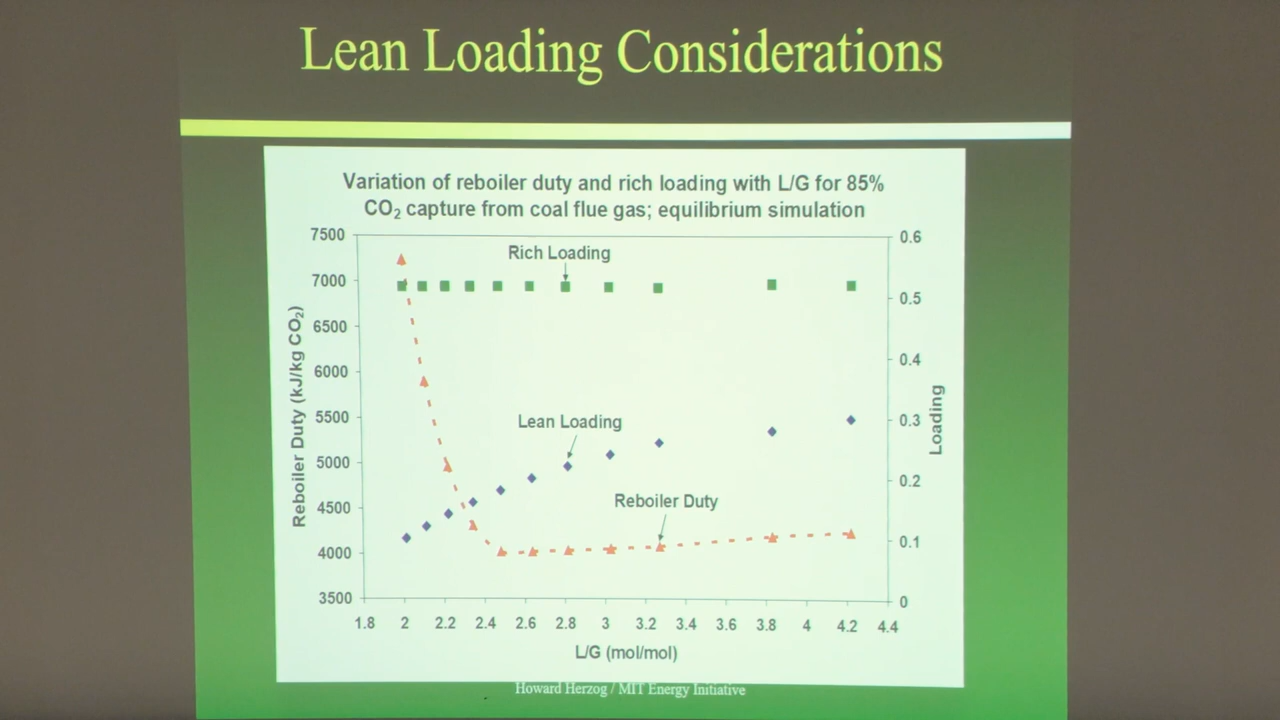 Lean Loading Considerations
Variation of reboiler duty and rich loading with L/G for 85%
CO₂ capture from coal flue gas; equilibrium simulation
7500
7000
6500
6000
5500
5000
4500
4000
3500
Reboiler Duty (kJ/kg CO₂)
Rich Loading
Lean Loading
Reboiler Duty
0.6
0.5
0.4
0.3
0.2
0.1
0
Loading
1.8 2 2.2 2.4 2.6 2.8 3 3.2 3.4 3.6 3.8 4 4.2 4.4
L/G (mol/mol)
Howard Herzog / MIT Energy Initiative